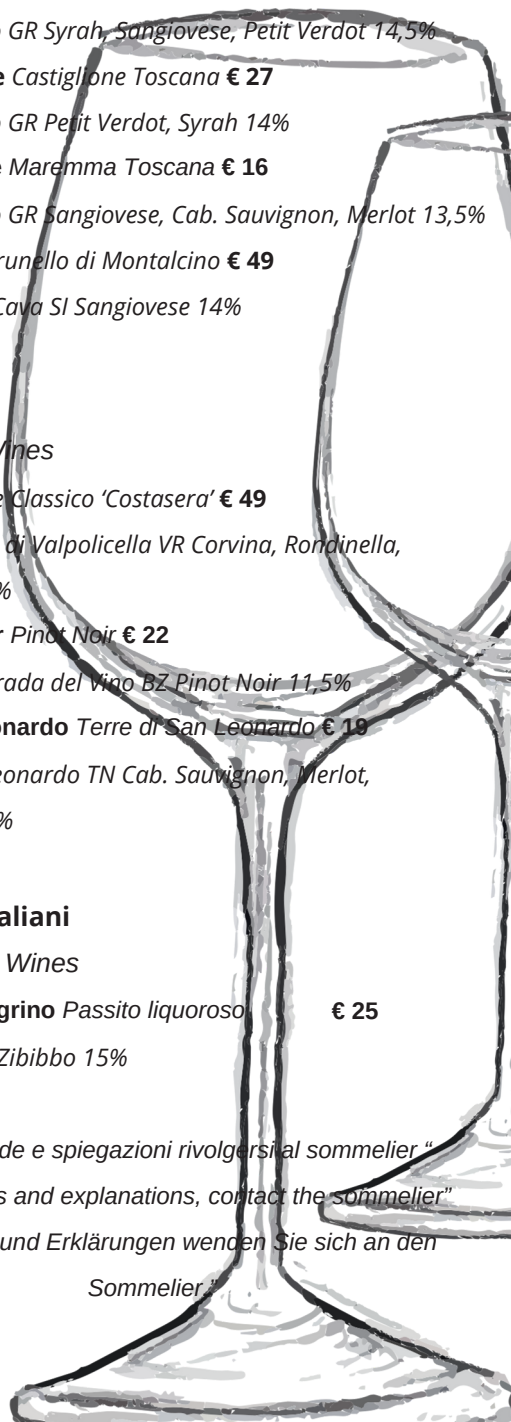 GR Syrah, Sangiovese, Petit Verdot 14,5%
Castiglione Toscana € 27
GR Petit Verdot, Syrah 14%
Maremma Toscana € 16
GR Sangiovese, Cab. Sauvignon, Merlot 13,5%
runello di Montalcino € 49
Cava SI Sangiovese 14%
Wines
Classico ‘Costasera’ € 49
di Valpolicella VR Corvina, Rondinella,
%
Pinot Noir € 22
rada del Vino BZ Pinot Noir 11,5%
onardo Terre di San Leonardo € 19
eonardo TN Cab. Sauvignon, Merlot,
%
aliani
Wines
grino Passito liquoroso € 25
Zibibbo 15%
de e spiegazioni rivolgersi al sommelier “
s and explanations, contact the sommelier”
und Erklärungen wenden Sie sich an den
Sommelier.”